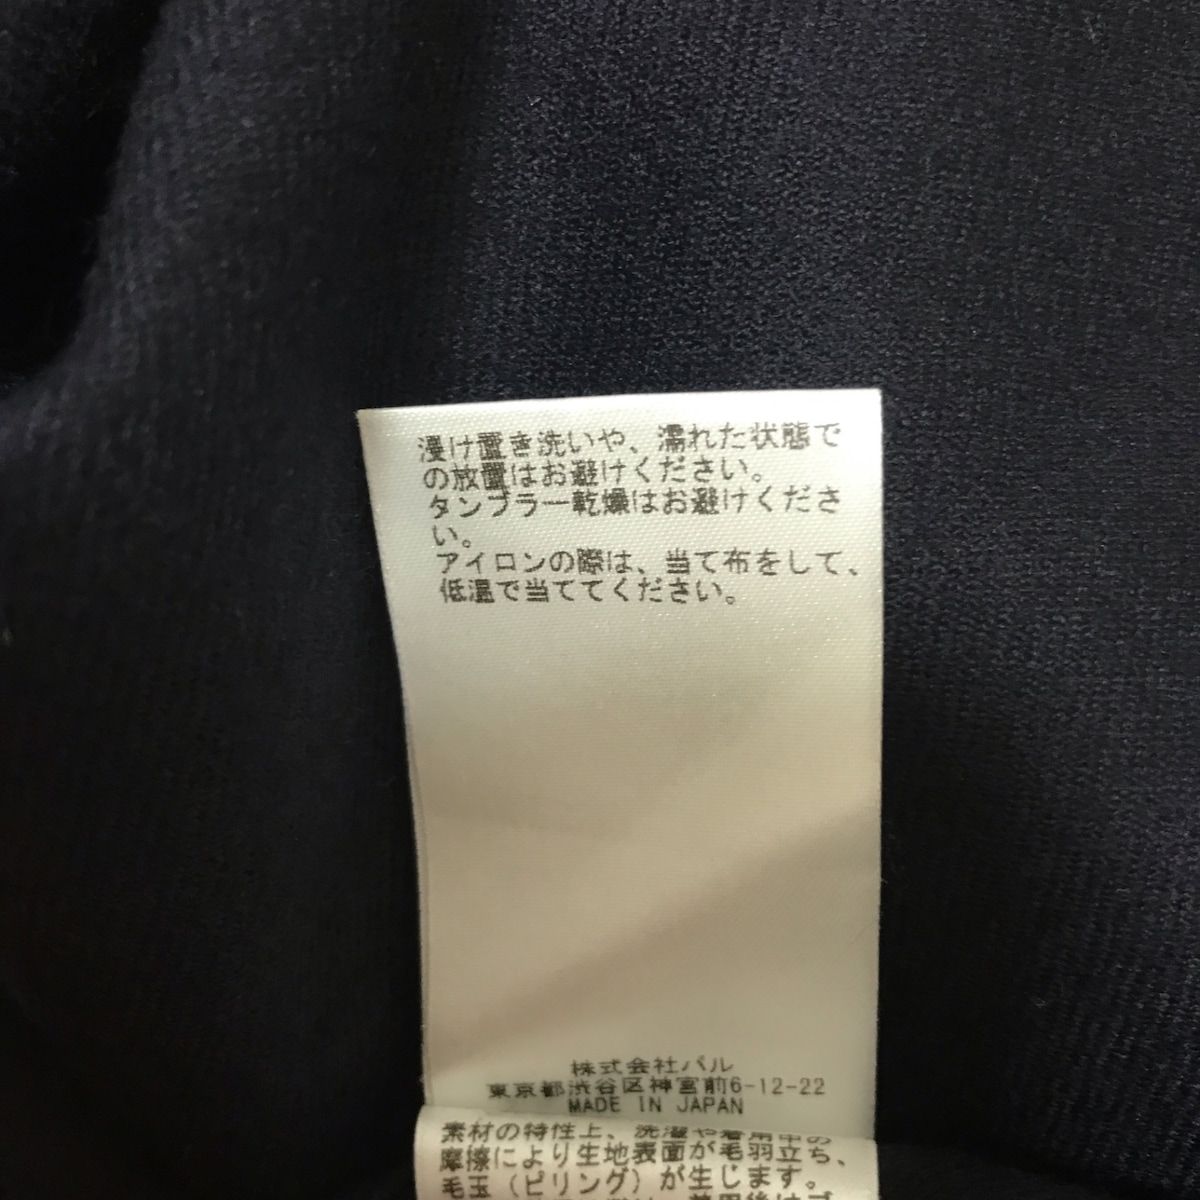 浸け置き洗いや、濡れた状態で
の放置はお避けください。
タンブラー乾燥はお避けくださ
い。
アイロンの際は、当て布をして、
低温で当ててください。
株式会社パル
東京都渋谷区神宮前6-12-22
MADE IN JAPAN
素材の特性上、洗濯や着用中の
摩擦により生地表面が毛羽立ち、
毛玉(ピリング)が生じます。